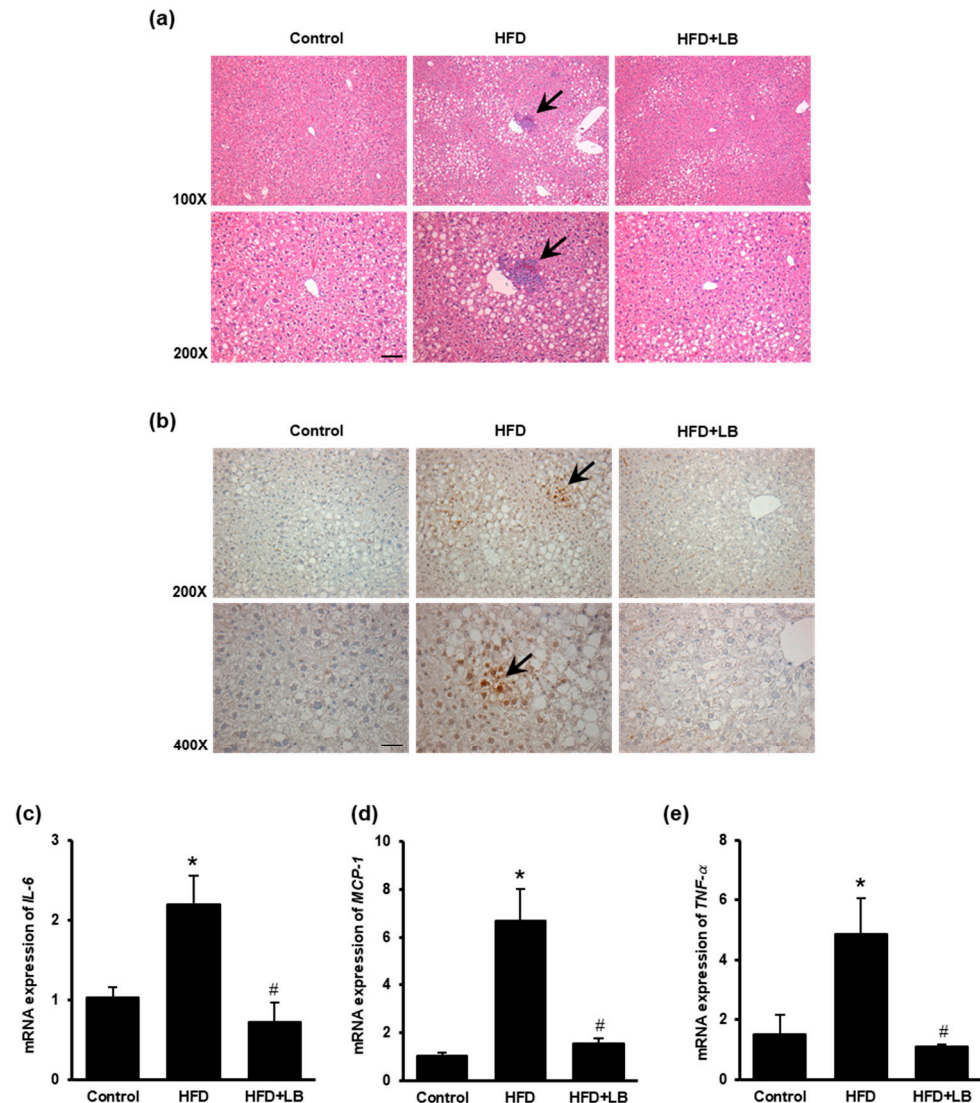 (a)
Control HFD HFD+LB
100X
200X
(b)
Control HFD HFD+LB
200X
400X
(c)
mRNA expression of IL-6
3
2
1
0
*
#
Control HFD HFD+LB
(d)
mRNA expression of MCP-1
10
8
6
4
2
0
*
#
Control HFD HFD+LB
(e)
mRNA expression of TNF-α
8
6
4
2
0
*
#
Control HFD HFD+LB